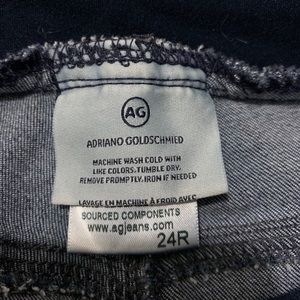 AG
ADRIANO GOLDSCHMIED
MACHINE WASH COLD WITH
LIKE COLORS. TUMBLE DRY.
REMOVE PROMPTLY. IRON IF NEEDED
LAVAGE EN MACHINE À FROID AVEC
SOURCED COMPONENTS
www.agjeans.com
24R